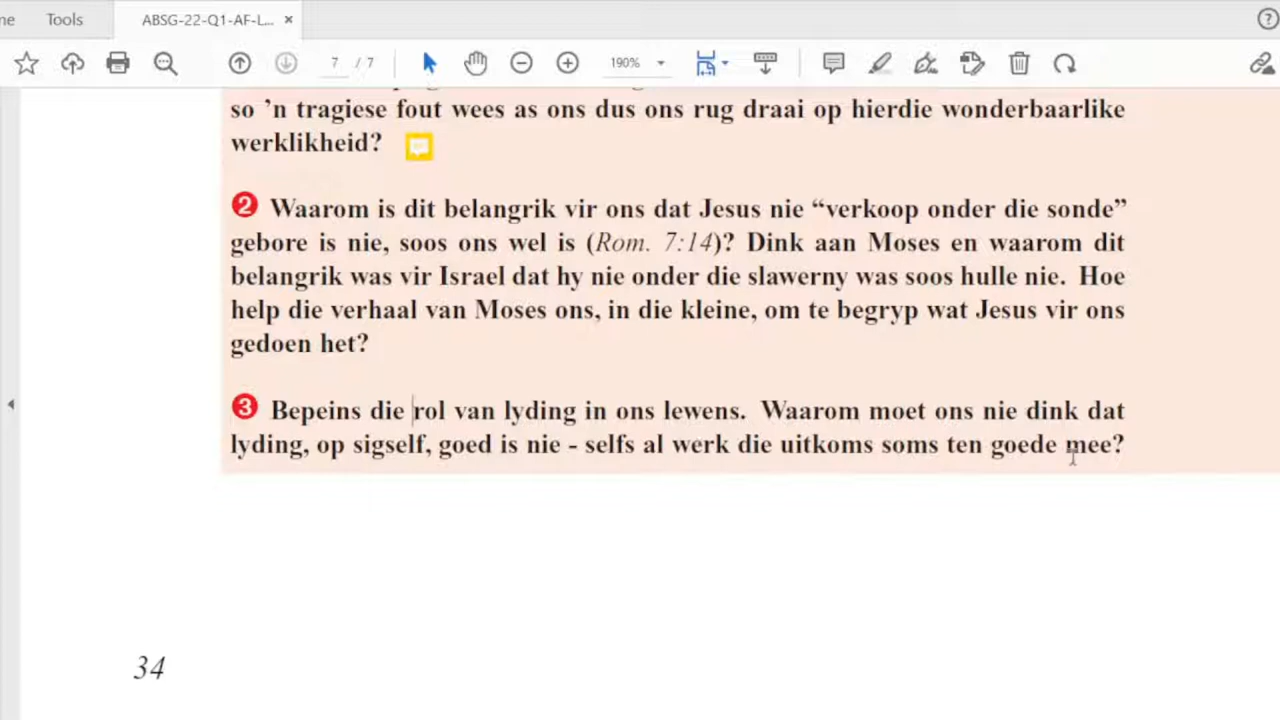 Tools
ABSG-22-Q1-AF-L...
7 / 7
190%
so ’n tragiese fout wees as ons dus ons rug draai op hierdie wonderbaarlike
werklikheid?
2 Waarom is dit belangrik vir ons dat Jesus nie “verkoop onder die sonde”
gebore is nie, soos ons wel is (Rom. 7:14)? Dink aan Moses en waarom dit
belangrik was vir Israel dat hy nie onder die slawerny was soos hulle nie. Hoe
help die verhaal van Moses ons, in die kleine, om te begryp wat Jesus vir ons
gedoen het?
3 Bepeins die rol van lyding in ons lewens. Waarom moet ons nie dink dat
lyding, op sigself, goed is nie - selfs al werk die uitkoms soms ten goede mee?
34